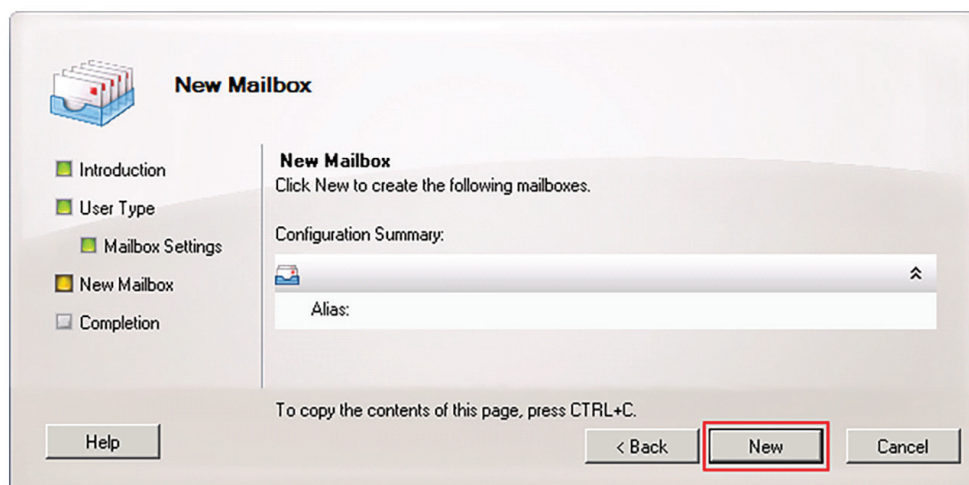 New Mailbox
Introduction
User Type
Mailbox Settings
New Mailbox
Completion
New Mailbox
Click New to create the following mailboxes.
Configuration Summary:
Alias:
To copy the contents of this page, press CTRL+C.
Help
< Back
New
Cancel